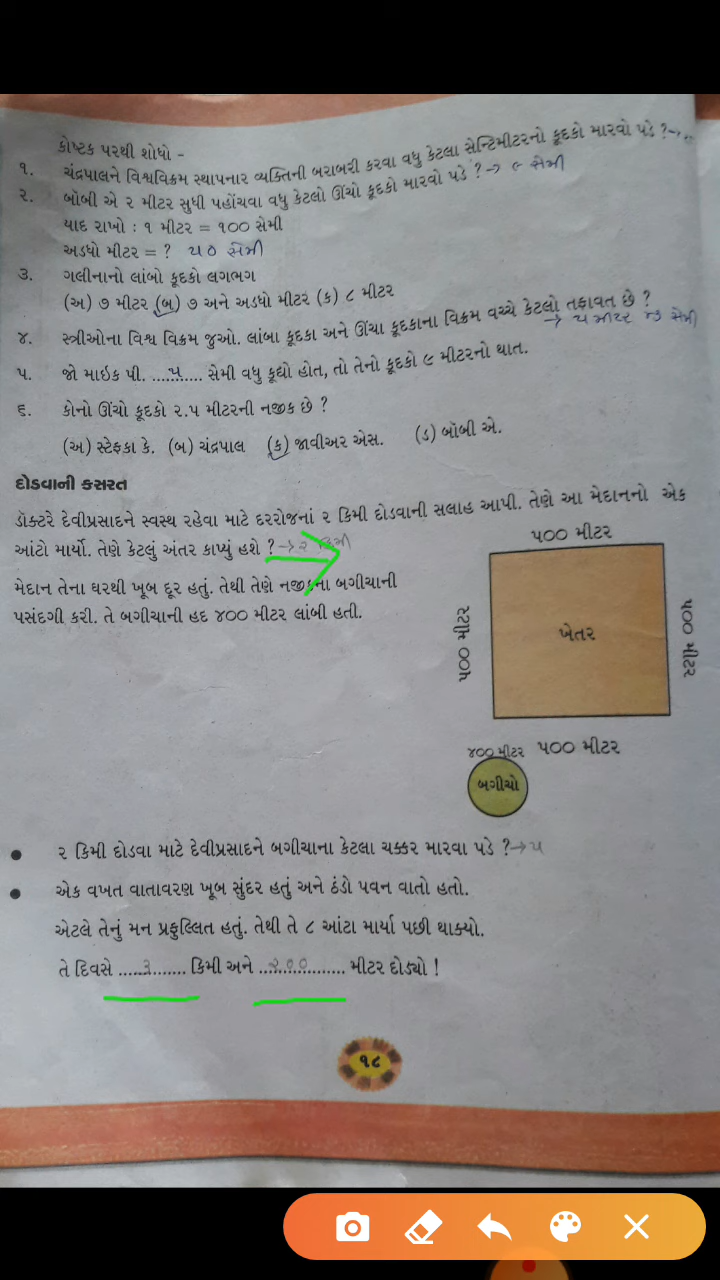 કોષ્ટક પરથી શોધો -
૧. ચંદ્રપાલને વિશ્વવિક્રમ સ્થાપનાર વ્યક્તિની બરાબરી કરવા વધુ કેટલા સેન્ટિમીટરનો કૂદકો મારવો પડે ? →
૨. બૉબી એ ૨ મીટર સુધી પહોંચવા વધુ કેટલો ઊંચો કૂદકો મારવો પડે ? → ૯ સેમી
યાદ રાખો : ૧ મીટર = ૧૦૦ સેમી
અડધો મીટર = ? ૫૦ સેમી
૩. ગલીનાનો લાંબો કૂદકો લગભગ
(અ) ૭ મીટર (બ) ૭ અને અડધો મીટર (ક) ૮ મીટર
૪. સ્ત્રીઓના વિશ્વ વિક્રમ જુઓ. લાંબા કૂદકા અને ઊંચા કૂદકાના વિક્રમ વચ્ચે કેટલો તફાવત છે ?
→ ૫ મીટર ૪૩ સેમી
૫. જો માઇક પી. ......૫...... સેમી વધુ કૂદ્યો હોત, તો તેનો કૂદકો ૯ મીટરનો થાત.
૬. કોનો ઊંચો કૂદકો ૨.૫ મીટરની નજીક છે ?
(અ) સ્ટેફકા કે. (બ) ચંદ્રપાલ (ક) જાવીઅર એસ. (ડ) બૉબી એ.
દોડવાની કસરત
ડૉક્ટરે દેવીપ્રસાદને સ્વસ્થ રહેવા માટે દરરોજનાં ૨ કિમી દોડવાની સલાહ આપી. તેણે આ મેદાનનો એક
આંટો માર્યો. તેણે કેટલું અંતર કાપ્યું હશે ? → ૨ કિમી
મેદાન તેના ઘરથી ખૂબ દૂર હતું. તેથી તેણે નજીકના બગીચાની
પસંદગી કરી. તે બગીચાની હદ ૪૦૦ મીટર લાંબી હતી.
૫૦૦ મીટર
૫૦૦ મીટર
ખેતર
૫૦૦ મીટર
૫૦૦ મીટર
૪૦૦ મીટર
બગીચો
● ૨ કિમી દોડવા માટે દેવીપ્રસાદને બગીચાના કેટલા ચક્કર મારવા પડે ? → ૫
● એક વખત વાતાવરણ ખૂબ સુંદર હતું અને ઠંડો પવન વાતો હતો.
એટલે તેનું મન પ્રફુલ્લિત હતું. તેથી તે ૮ આંટા માર્યા પછી થાક્યો.
તે દિવસે ......૩...... કિમી અને ......૨૦૦...... મીટર દોડ્યો !
૧૮